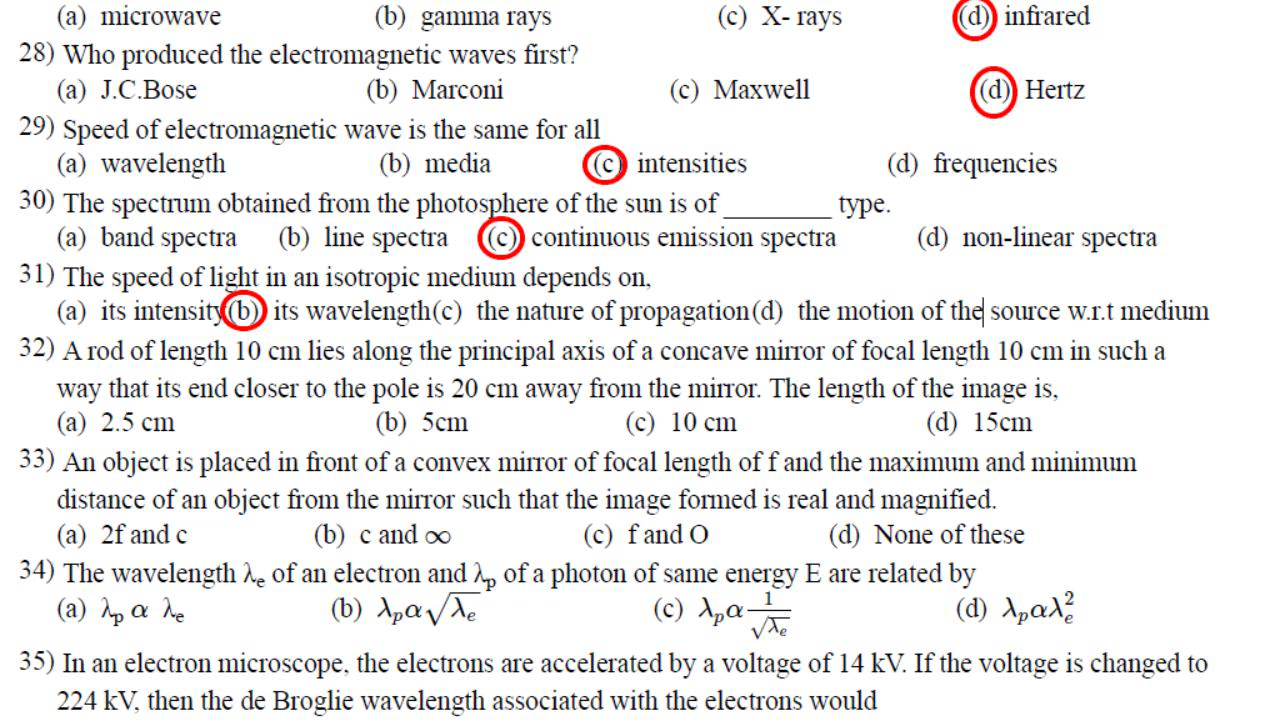 (a) microwave (b) gamma rays (c) X- rays (d) infrared
28) Who produced the electromagnetic waves first?
(a) J.C.Bose (b) Marconi (c) Maxwell (d) Hertz
29) Speed of electromagnetic wave is the same for all
(a) wavelength (b) media (c) intensities (d) frequencies
30) The spectrum obtained from the photosphere of the sun is of ________ type.
(a) band spectra (b) line spectra (c) continuous emission spectra (d) non-linear spectra
31) The speed of light in an isotropic medium depends on,
(a) its intensity (b) its wavelength (c) the nature of propagation (d) the motion of the source w.r.t medium
32) A rod of length 10 cm lies along the principal axis of a concave mirror of focal length 10 cm in such a
way that its end closer to the pole is 20 cm away from the mirror. The length of the image is,
(a) 2.5 cm (b) 5cm (c) 10 cm (d) 15cm
33) An object is placed in front of a convex mirror of focal length of f and the maximum and minimum
distance of an object from the mirror such that the image formed is real and magnified.
(a) 2f and c (b) c and ∞ (c) f and O (d) None of these
34) The wavelength λₑ of an electron and λₚ of a photon of same energy E are related by
(a) λₚ α λₑ (b) λₚα√λₑ (c) λₚα 1/√λₑ (d) λₚαλₑ²
35) In an electron microscope, the electrons are accelerated by a voltage of 14 kV. If the voltage is changed to
224 kV, then the de Broglie wavelength associated with the electrons would